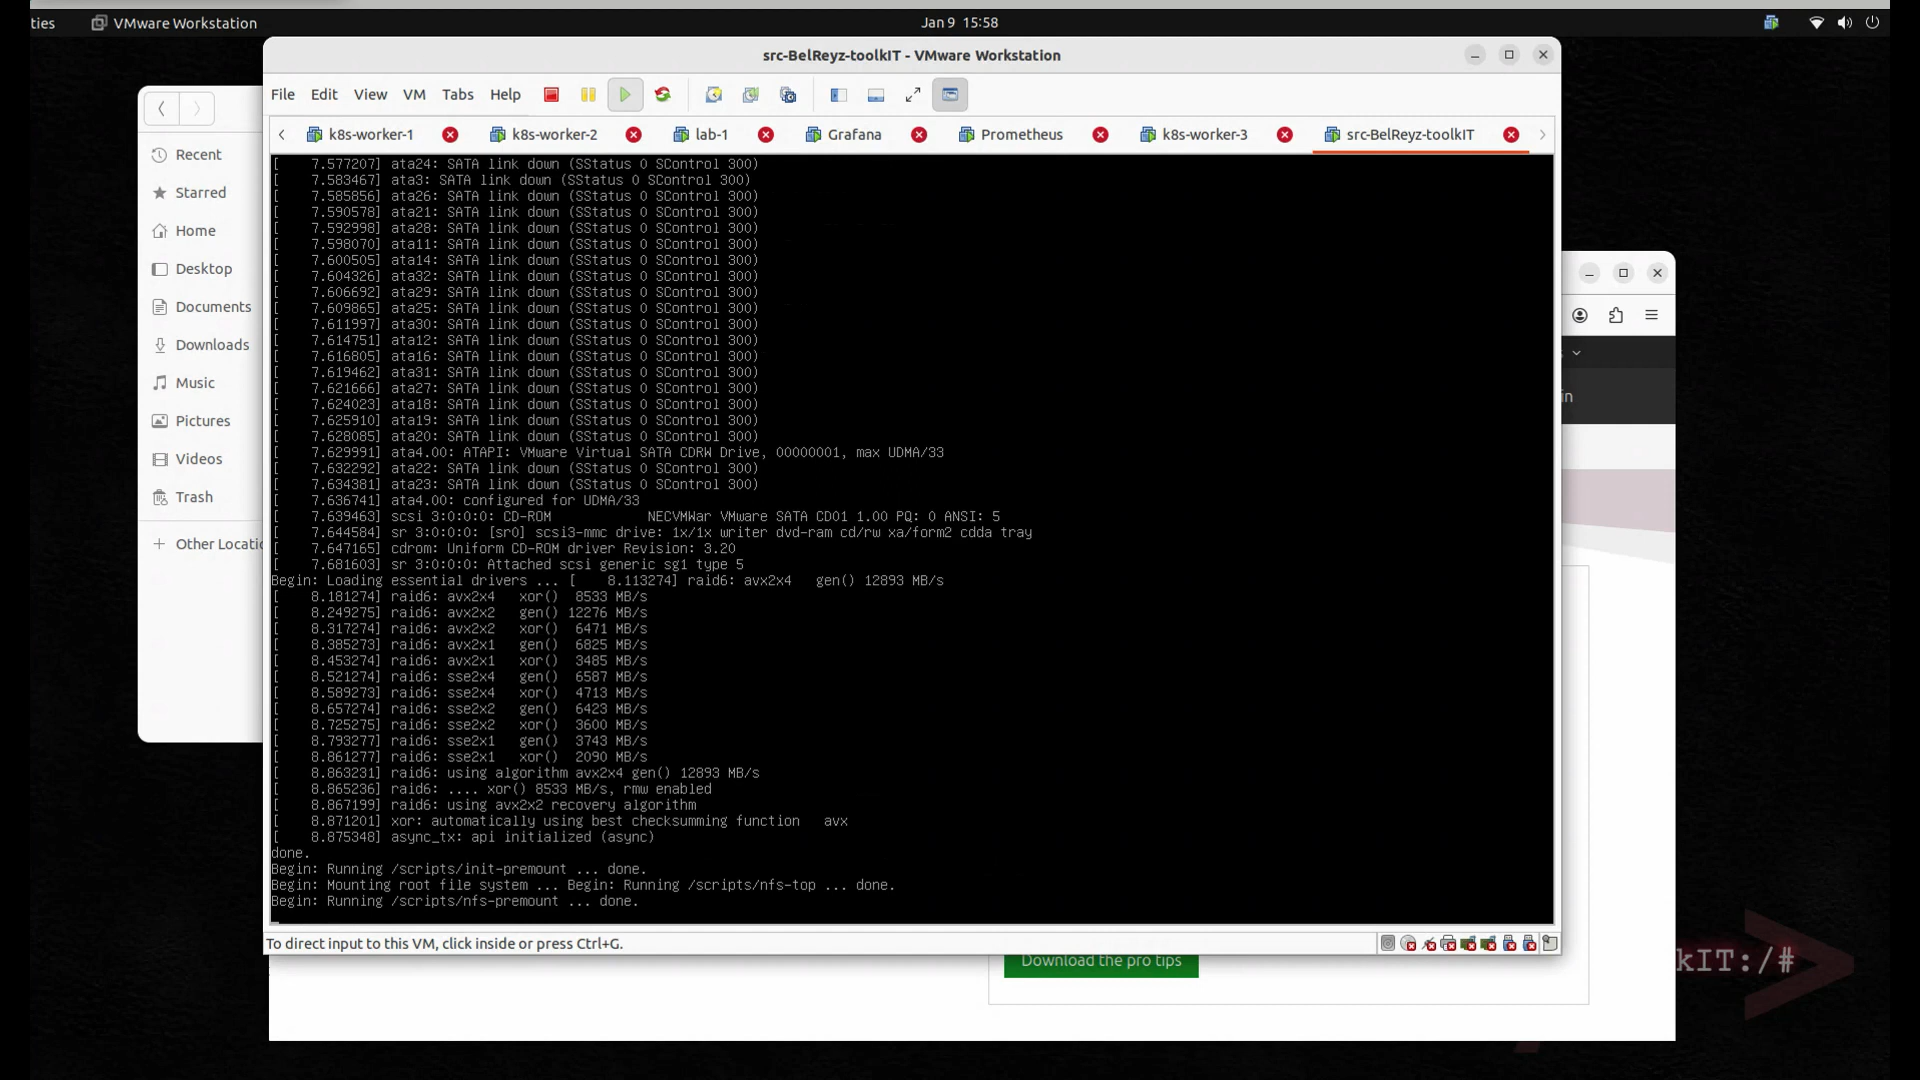 ties VMware Workstation Jan 9 15:58
src-BelReyz-toolkIT - VMware Workstation
File Edit View VM Tabs Help
k8s-worker-1 k8s-worker-2 lab-1 Grafana Prometheus k8s-worker-3 src-BelReyz-toolkIT
Recent
Starred
Home
Desktop
Documents
Downloads
Music
Pictures
Videos
Trash
Other Locatio
[ 7.577207] ata24: SATA link down (SStatus 0 SControl 300)
[ 7.583467] ata3: SATA link down (SStatus 0 SControl 300)
[ 7.585856] ata26: SATA link down (SStatus 0 SControl 300)
[ 7.590578] ata21: SATA link down (SStatus 0 SControl 300)
[ 7.592998] ata28: SATA link down (SStatus 0 SControl 300)
[ 7.598070] ata11: SATA link down (SStatus 0 SControl 300)
[ 7.600505] ata14: SATA link down (SStatus 0 SControl 300)
[ 7.604326] ata32: SATA link down (SStatus 0 SControl 300)
[ 7.606692] ata29: SATA link down (SStatus 0 SControl 300)
[ 7.609865] ata25: SATA link down (SStatus 0 SControl 300)
[ 7.611997] ata30: SATA link down (SStatus 0 SControl 300)
[ 7.614751] ata12: SATA link down (SStatus 0 SControl 300)
[ 7.616805] ata16: SATA link down (SStatus 0 SControl 300)
[ 7.619462] ata31: SATA link down (SStatus 0 SControl 300)
[ 7.621666] ata27: SATA link down (SStatus 0 SControl 300)
[ 7.624023] ata18: SATA link down (SStatus 0 SControl 300)
[ 7.625910] ata19: SATA link down (SStatus 0 SControl 300)
[ 7.628085] ata20: SATA link down (SStatus 0 SControl 300)
[ 7.629991] ata4.00: ATAPI: VMware Virtual SATA CDRW Drive, 00000001, max UDMA/33
[ 7.632292] ata22: SATA link down (SStatus 0 SControl 300)
[ 7.634381] ata23: SATA link down (SStatus 0 SControl 300)
[ 7.636741] ata4.00: configured for UDMA/33
[ 7.639463] scsi 3:0:0:0: CD-ROM NECVMWar VMware SATA CD01 1.00 PQ: 0 ANSI: 5
[ 7.644584] sr 3:0:0:0: [sr0] scsi3-mmc drive: 1x/1x writer dvd-ram cd/rw xa/form2 cdda tray
[ 7.647165] cdrom: Uniform CD-ROM driver Revision: 3.20
[ 7.681603] sr 3:0:0:0: Attached scsi generic sg1 type 5
Begin: Loading essential drivers ... [ 8.113274] raid6: avx2x4 gen() 12893 MB/s
[ 8.181274] raid6: avx2x4 xor() 8533 MB/s
[ 8.249275] raid6: avx2x2 gen() 12276 MB/s
[ 8.317274] raid6: avx2x2 xor() 6471 MB/s
[ 8.385273] raid6: avx2x1 gen() 6825 MB/s
[ 8.453274] raid6: avx2x1 xor() 3485 MB/s
[ 8.521274] raid6: sse2x4 gen() 6587 MB/s
[ 8.589273] raid6: sse2x4 xor() 4713 MB/s
[ 8.657274] raid6: sse2x2 gen() 6423 MB/s
[ 8.725275] raid6: sse2x2 xor() 3600 MB/s
[ 8.793277] raid6: sse2x1 gen() 3743 MB/s
[ 8.861277] raid6: sse2x1 xor() 2090 MB/s
[ 8.863231] raid6: using algorithm avx2x4 gen() 12893 MB/s
[ 8.865236] raid6: .... xor() 8533 MB/s, rmw enabled
[ 8.867199] raid6: using avx2x2 recovery algorithm
[ 8.871201] xor: automatically using best checksumming function avx
[ 8.875348] async_tx: api initialized (async)
done.
Begin: Running /scripts/init-premount ... done.
Begin: Mounting root file system ... Begin: Running /scripts/nfs-top ... done.
Begin: Running /scripts/nfs-premount ... done.
To direct input to this VM, click inside or press Ctrl+G.
in
Download the pro tips
kIT:/#